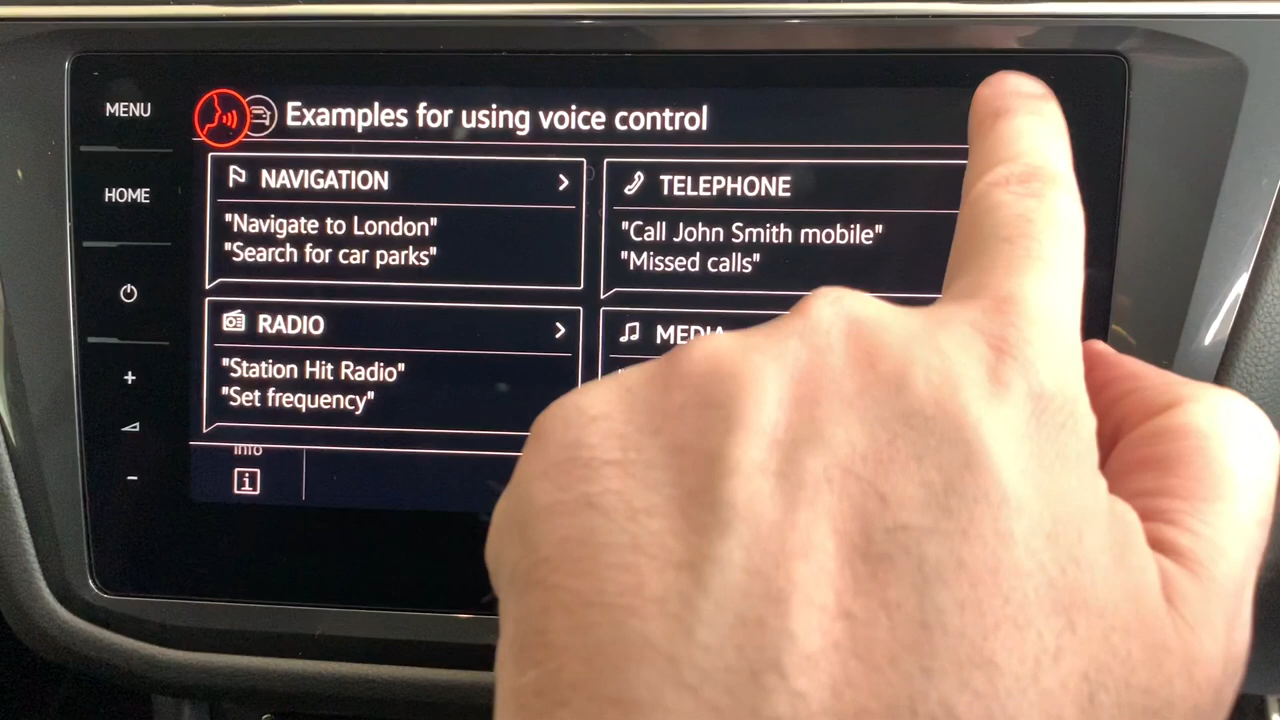 MENU
HOME
+
-
Examples for using voice control
NAVIGATION
"Navigate to London"
"Search for car parks"
TELEPHONE
"Call John Smith mobile"
"Missed calls"
RADIO
"Station Hit Radio"
"Set frequency"
MEDIA
Info
i